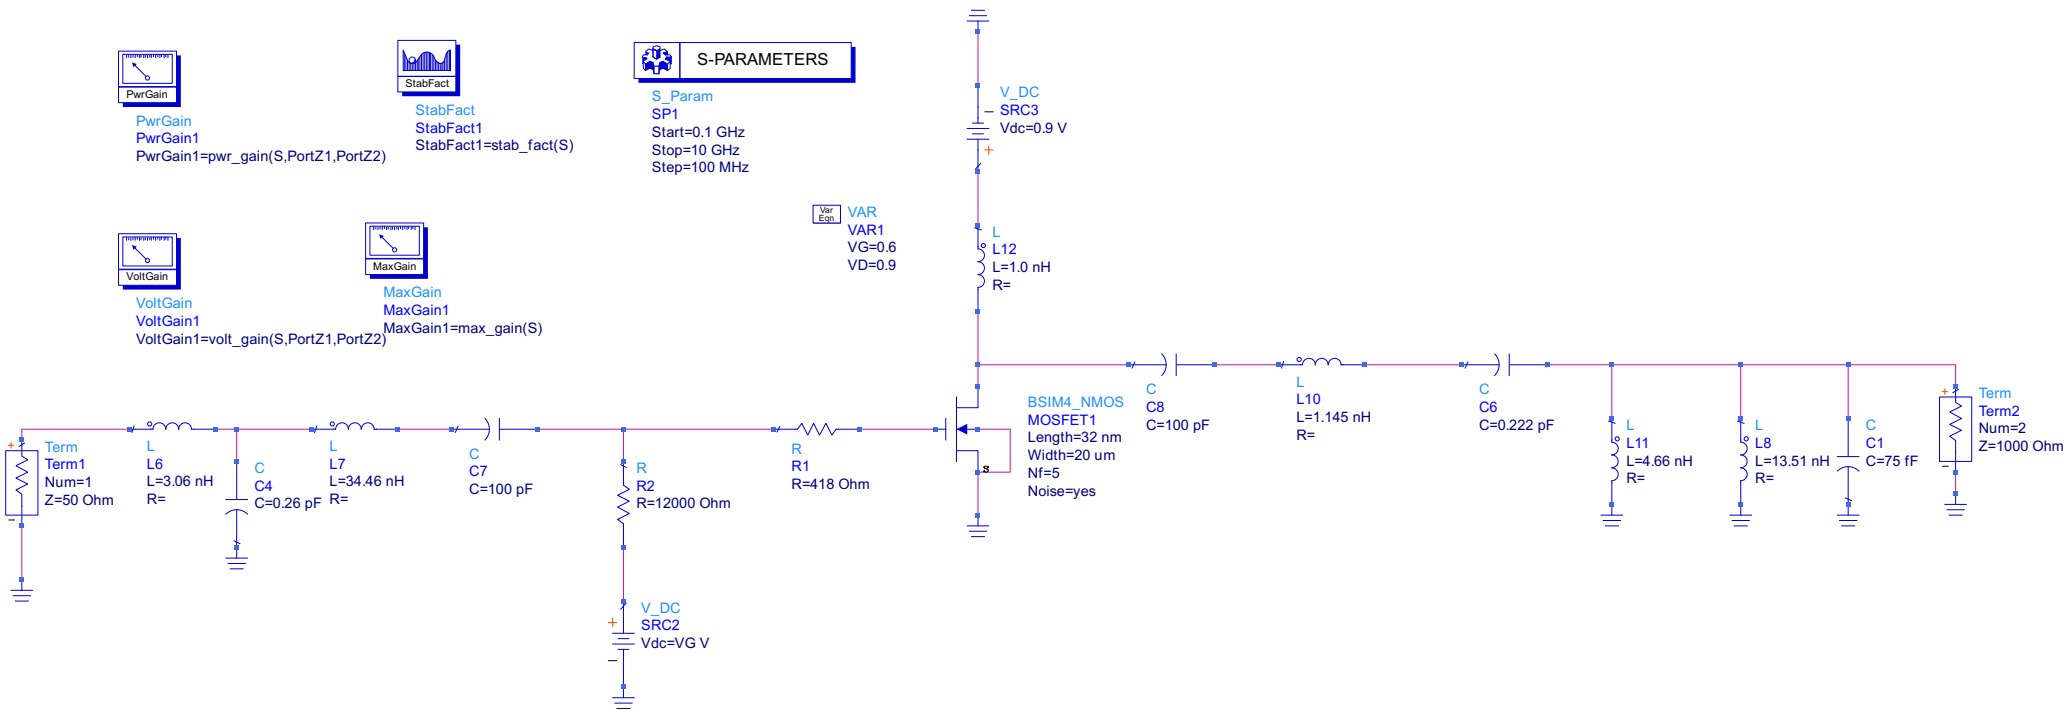 PwrGain
PwrGain
PwrGain1
PwrGain1=pwr_gain(S,PortZ1,PortZ2)
StabFact
StabFact
StabFact1
StabFact1=stab_fact(S)
S-PARAMETERS
S_Param
SP1
Start=0.1 GHz
Stop=10 GHz
Step=100 MHz
V_DC
SRC3
Vdc=0.9 V
−
+
VoltGain
VoltGain
VoltGain1
VoltGain1=volt_gain(S,PortZ1,PortZ2)
MaxGain
MaxGain
MaxGain1
MaxGain1=max_gain(S)
Var
Eqn
VAR
VAR1
VG=0.6
VD=0.9
L
L12
L=1.0 nH
R=
+
Term
Term1
Num=1
Z=50 Ohm
−
L
L6
L=3.06 nH
R=
C
C4
C=0.26 pF
L
L7
L=34.46 nH
R=
C
C7
C=100 pF
R
R2
R=12000 Ohm
R
R1
R=418 Ohm
BSIM4_NMOS
MOSFET1
Length=32 nm
Width=20 um
Nf=5
Noise=yes
S
C
C8
C=100 pF
L
L10
L=1.145 nH
R=
C
C6
C=0.222 pF
L
L11
L=4.66 nH
R=
L
L8
L=13.51 nH
R=
C
C1
C=75 fF
+
Term
Term2
Num=2
Z=1000 Ohm
−
V_DC
SRC2
Vdc=VG V
+
−